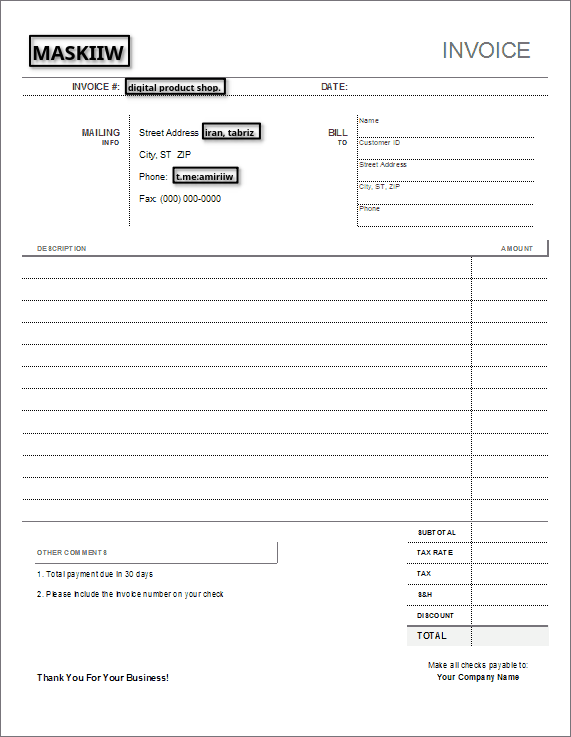 MASKIIW
INVOICE
INVOICE #: digital product shop.
DATE:
MAILING
INFO
Street Address iran, tabriz
City, ST ZIP
Phone: t.me:amiriiw
Fax: (000) 000-0000
BILL
TO
Name
Customer ID
Street Address
City, ST, ZIP
Phone
DESCRIPTION
AMOUNT
SUBTOTAL
TAX RATE
TAX
S&H
DISCOUNT
TOTAL
OTHER COMMENTS
1. Total payment due in 30 days
2. Please include the invoice number on your check
Make all checks payable to:
Your Company Name
Thank You For Your Business!